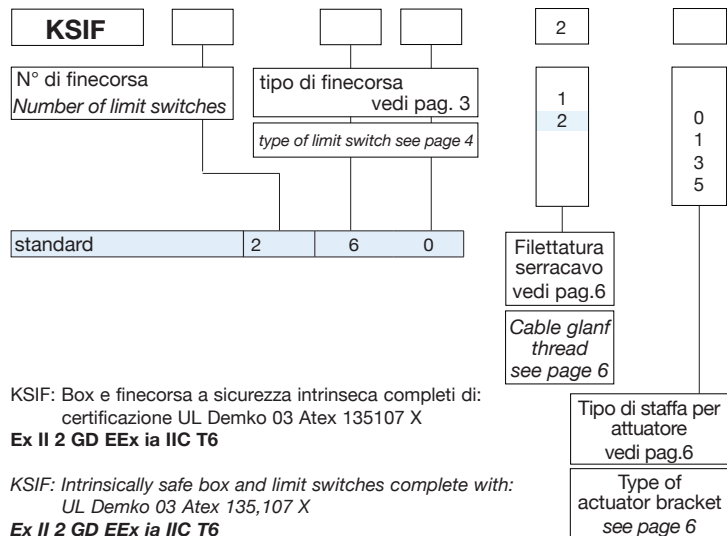 KSIF 2
N° di finecorsa
Number of limit switches
tipo di finecorsa
vedi pag. 3
type of limit switch see page 4
1
2
0
1
3
5
standard 2 6 0
Filettatura
serracavo
vedi pag.6
Cable glanf
thread
see page 6
KSIF: Box e finecorsa a sicurezza intrinseca completi di:
certificazione UL Demko 03 Atex 135107 X
Ex II 2 GD EEx ia IIC T6
KSIF: Intrinsically safe box and limit switches complete with:
UL Demko 03 Atex 135,107 X
Ex II 2 GD EEx ia IIC T6
Tipo di staffa per
attuatore
vedi pag.6
Type of
actuator bracket
see page 6